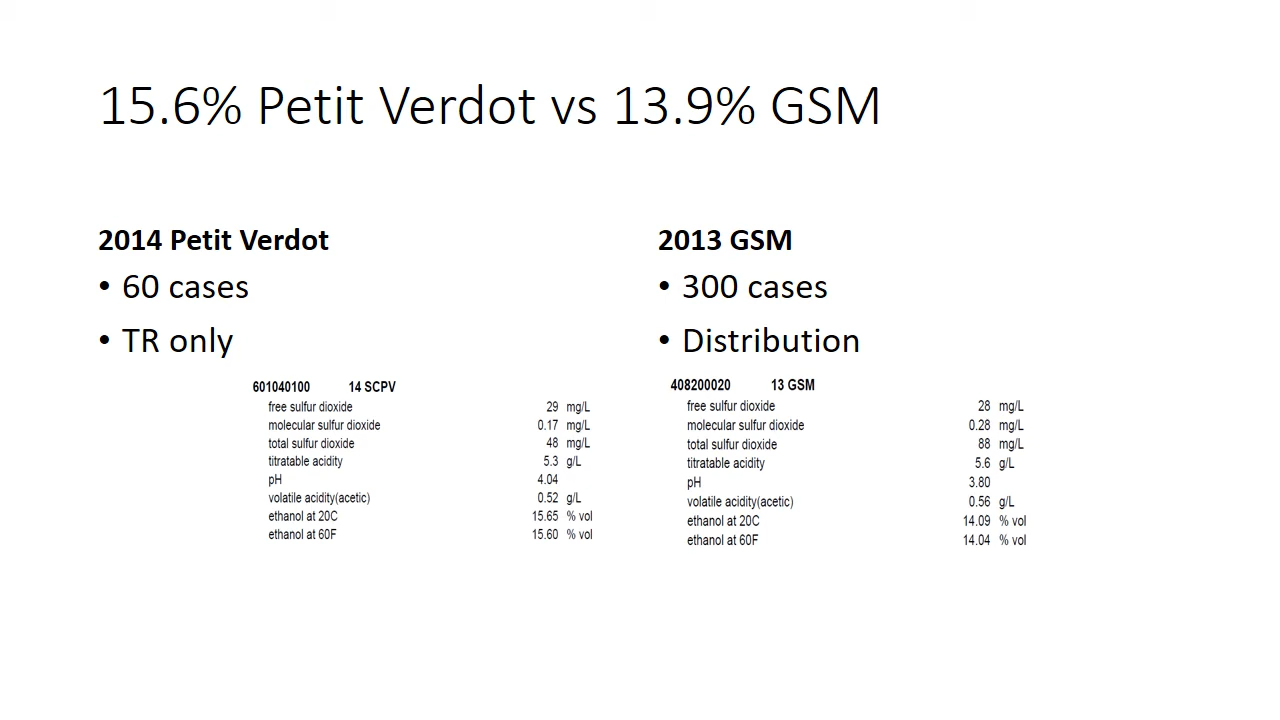 15.6% Petit Verdot vs 13.9% GSM
2014 Petit Verdot
• 60 cases
• TR only
601040100 14 SCPV
free sulfur dioxide 29 mg/L
molecular sulfur dioxide 0.17 mg/L
total sulfur dioxide 48 mg/L
titratable acidity 5.3 g/L
pH 4.04
volatile acidity(acetic) 0.52 g/L
ethanol at 20C 15.65 % vol
ethanol at 60F 15.60 % vol
2013 GSM
• 300 cases
• Distribution
408200020 13 GSM
free sulfur dioxide 28 mg/L
molecular sulfur dioxide 0.28 mg/L
total sulfur dioxide 88 mg/L
titratable acidity 5.6 g/L
pH 3.80
volatile acidity(acetic) 0.56 g/L
ethanol at 20C 14.09 % vol
ethanol at 60F 14.04 % vol